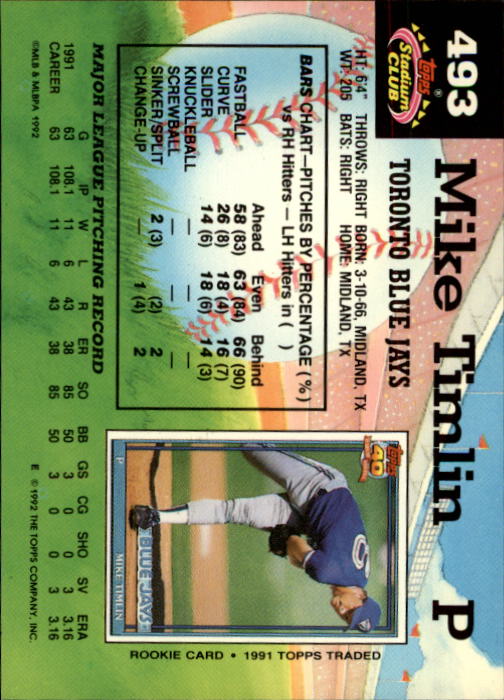 493
TOPPS
Stadium
CLUB
®
Mike Timlin P
TORONTO BLUE JAYS
HT: 6'4" THROWS: RIGHT BORN: 3-10-66, MIDLAND, TX
WT: 205 BATS: RIGHT HOME: MIDLAND, TX
BARS CHART—PITCHES BY PERCENTAGE (%)
vs RH Hitters — LH Hitters in ( )
Ahead Even Behind
FASTBALL 58 (83) 63 (84) 66 (90)
CURVE 26 (8) 18 (4) 16 (7)
SLIDER 14 (6) 18 (6) 14 (3)
KNUCKLEBALL — — —
SCREWBALL — — —
SINKER/SPLIT 2 (3) — (2) 2
CHANGE-UP — 1 (4) 2
TOPPS
40
P BLUE JAYS MIKE TIMLIN
ROOKIE CARD • 1991 TOPPS TRADED
MAJOR LEAGUE PITCHING RECORD
G IP W L R ER SO BB GS CG SHO SV ERA
1991 63 108.1 11 6 43 38 85 50 3 0 0 3 3.16
CAREER 63 108.1 11 6 43 38 85 50 3 0 0 3 3.16
©MLB & MLBPA 1992 E ©1992 THE TOPPS COMPANY, INC.